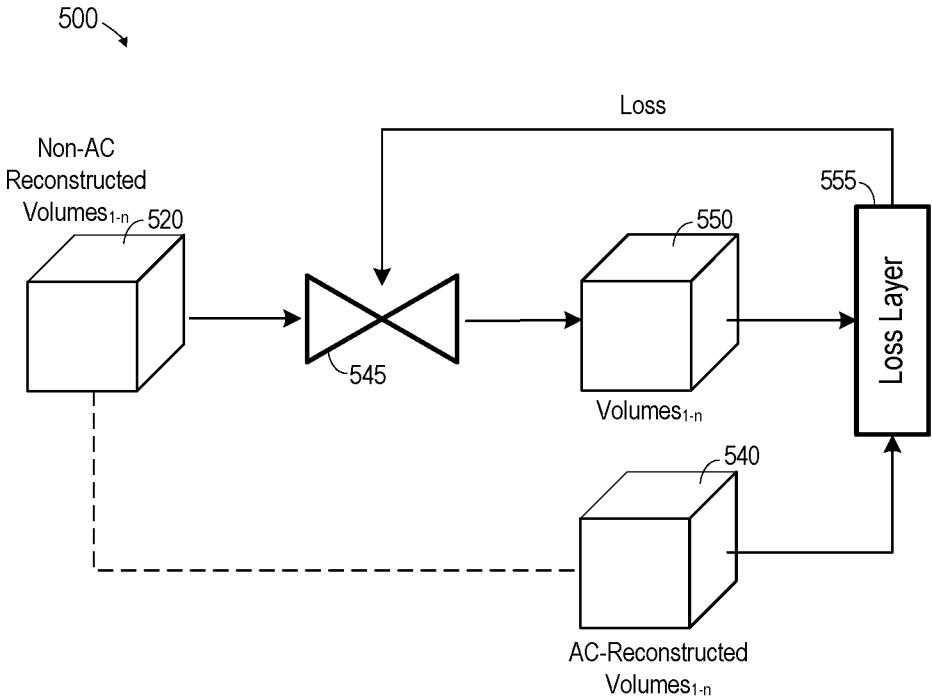 500
Loss
Non-AC
Reconstructed
Volumes1-n
520
550
555
Loss Layer
545
Volumes1-n
540
AC-Reconstructed
Volumes1-n